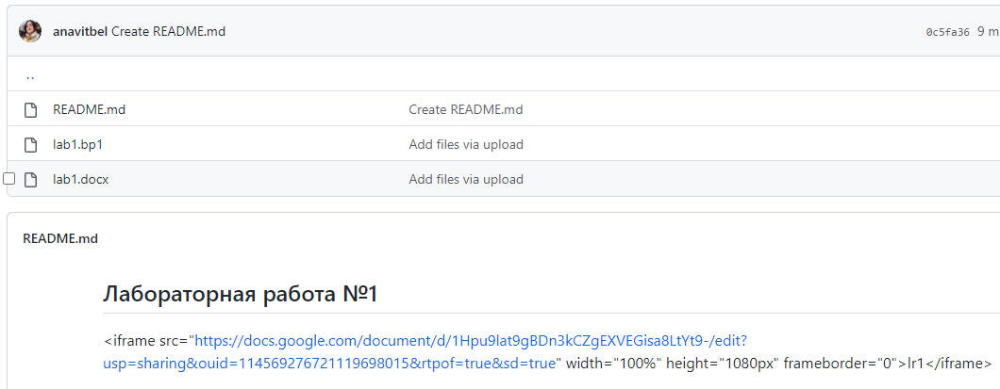 anavitbel Create README.md 0c5fa36 9 m
..
README.md Create README.md
lab1.bp1 Add files via upload
lab1.docx Add files via upload
README.md
Лабораторная работа №1
<iframe src="https://docs.google.com/document/d/1Hpu9lat9gBDn3kCZgEXVEGisa8LtYt9-/edit?
usp=sharing&ouid=114569276721119698015&rtpof=true&sd=true" width="100%" height="1080px" frameborder="0">lr1</iframe>